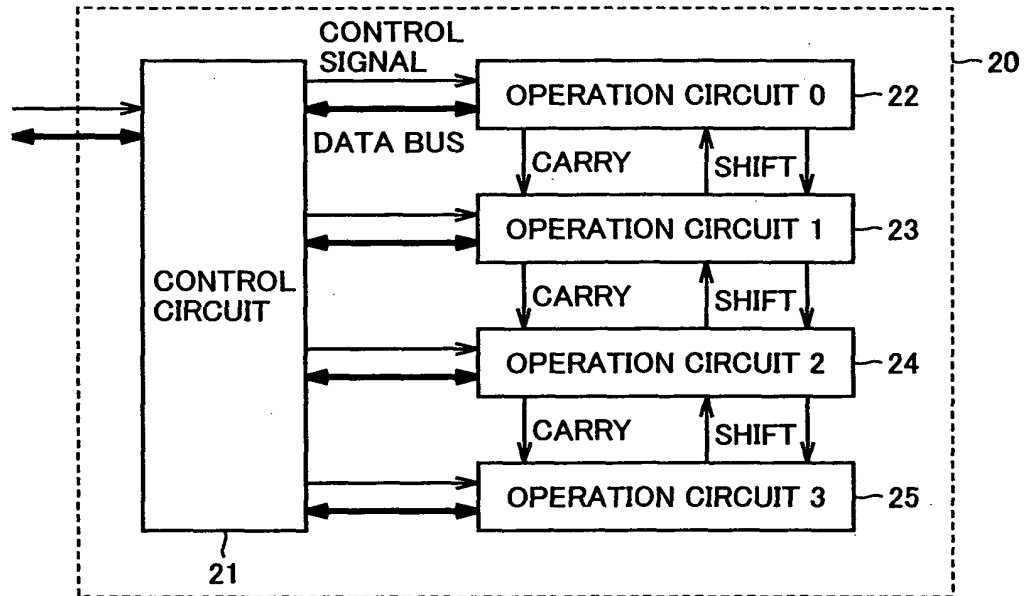 CONTROL
SIGNAL
20
OPERATION CIRCUIT 0
22
DATA BUS
CARRY
SHIFT
OPERATION CIRCUIT 1
23
CONTROL
CIRCUIT
CARRY
SHIFT
OPERATION CIRCUIT 2
24
CARRY
SHIFT
OPERATION CIRCUIT 3
25
21